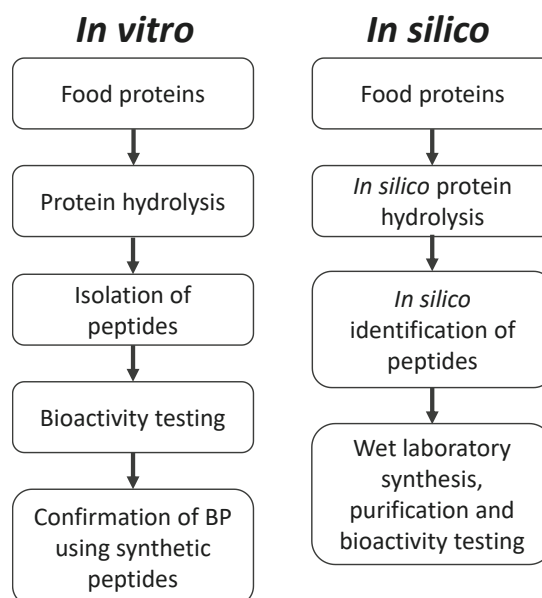 In vitro
Food proteins
Protein hydrolysis
Isolation of
peptides
Bioactivity testing
Confirmation of BP
using synthetic
peptides
In silico
Food proteins
In silico protein
hydrolysis
In silico
identification of
peptides
Wet laboratory
synthesis,
purification and
bioactivity testing